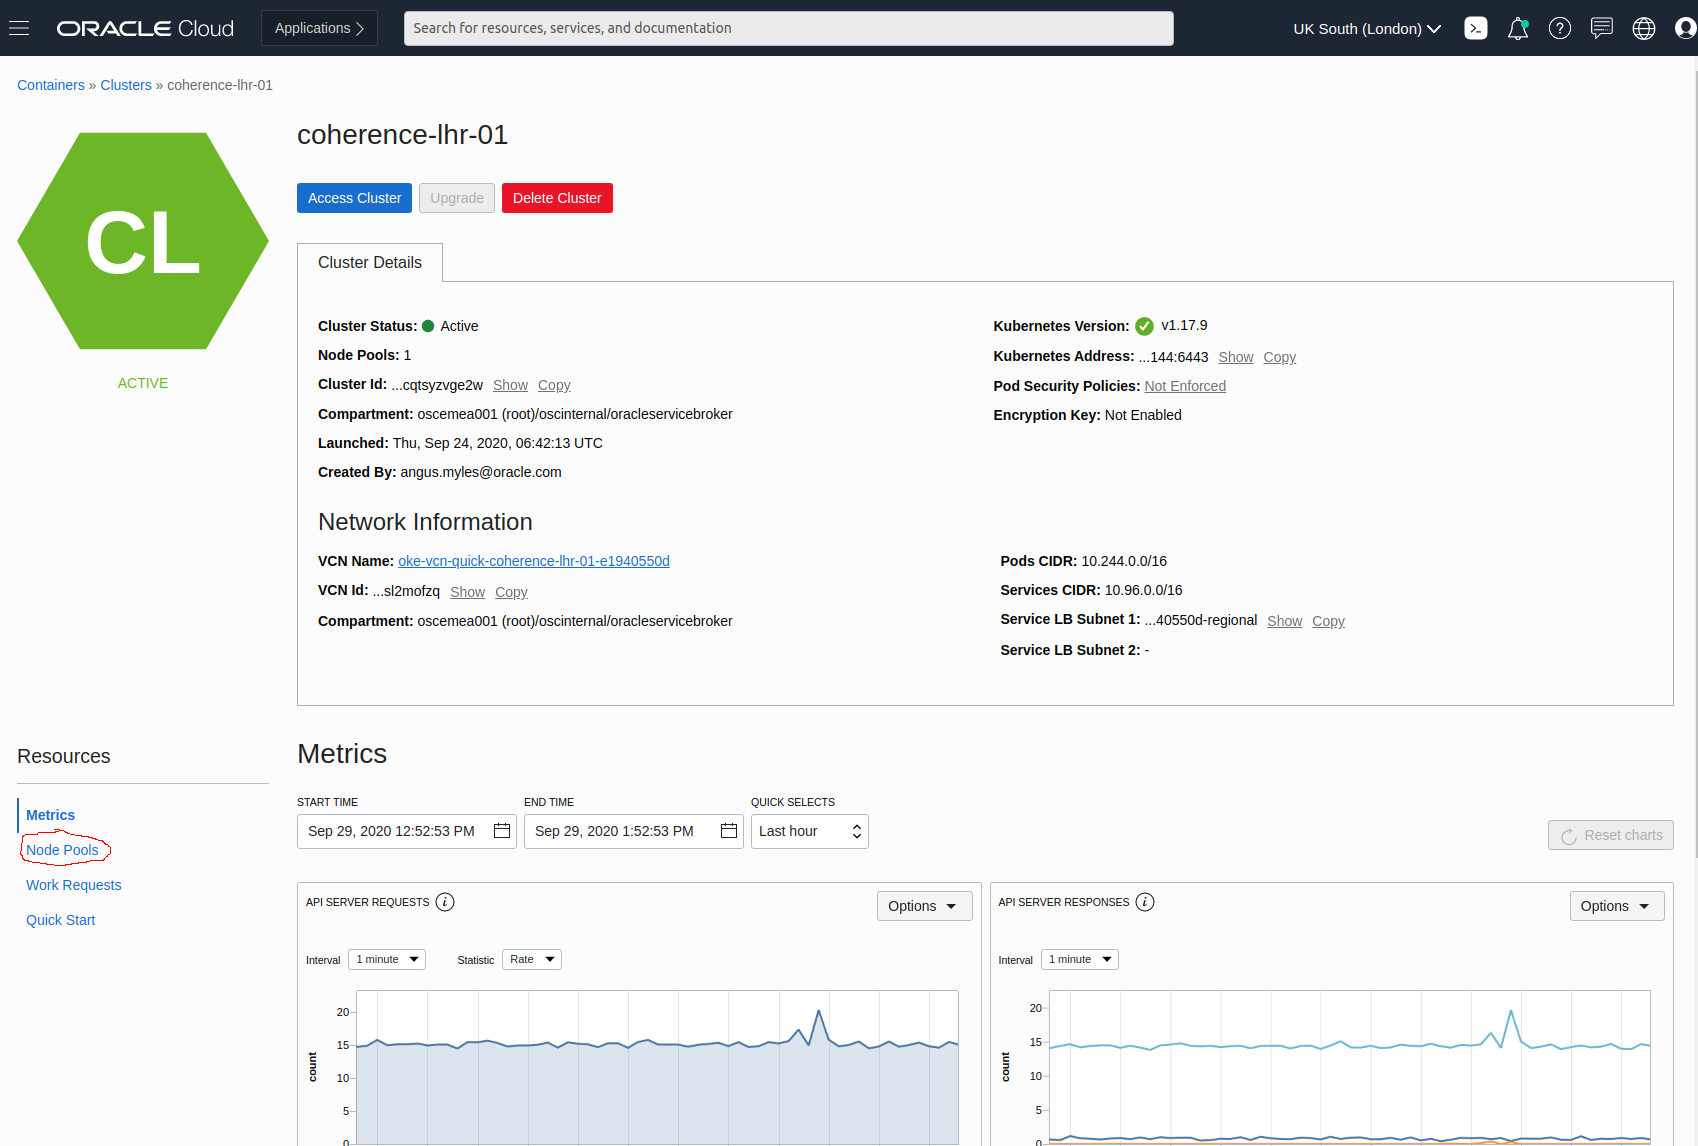 ORACLE Cloud
Applications
Search for resources, services, and documentation
UK South (London)
Containers » Clusters » coherence-lhr-01
CL
ACTIVE
coherence-lhr-01
Access Cluster
Upgrade
Delete Cluster
Cluster Details
Cluster Status: Active
Node Pools: 1
Cluster Id: ...cqtsyzvge2w Show Copy
Compartment: oscemea001 (root)/oscinternal/oracleservicebroker
Launched: Thu, Sep 24, 2020, 06:42:13 UTC
Created By: angus.myles@oracle.com
Kubernetes Version: v1.17.9
Kubernetes Address: ...144:6443 Show Copy
Pod Security Policies: Not Enforced
Encryption Key: Not Enabled
Network Information
VCN Name: oke-vcn-quick-coherence-lhr-01-e1940550d
VCN Id: ...sl2mofzq Show Copy
Compartment: oscemea001 (root)/oscinternal/oracleservicebroker
Pods CIDR: 10.244.0.0/16
Services CIDR: 10.96.0.0/16
Service LB Subnet 1: ...40550d-regional Show Copy
Service LB Subnet 2: -
Resources
Metrics
Node Pools
Work Requests
Quick Start
Metrics
START TIME
Sep 29, 2020 12:52:53 PM
END TIME
Sep 29, 2020 1:52:53 PM
QUICK SELECTS
Last hour
Reset charts
API SERVER REQUESTS i
Options
Interval 1 minute
Statistic Rate
count
20
15
10
5
0
API SERVER RESPONSES i
Options
Interval 1 minute
count
20
15
10
5
0